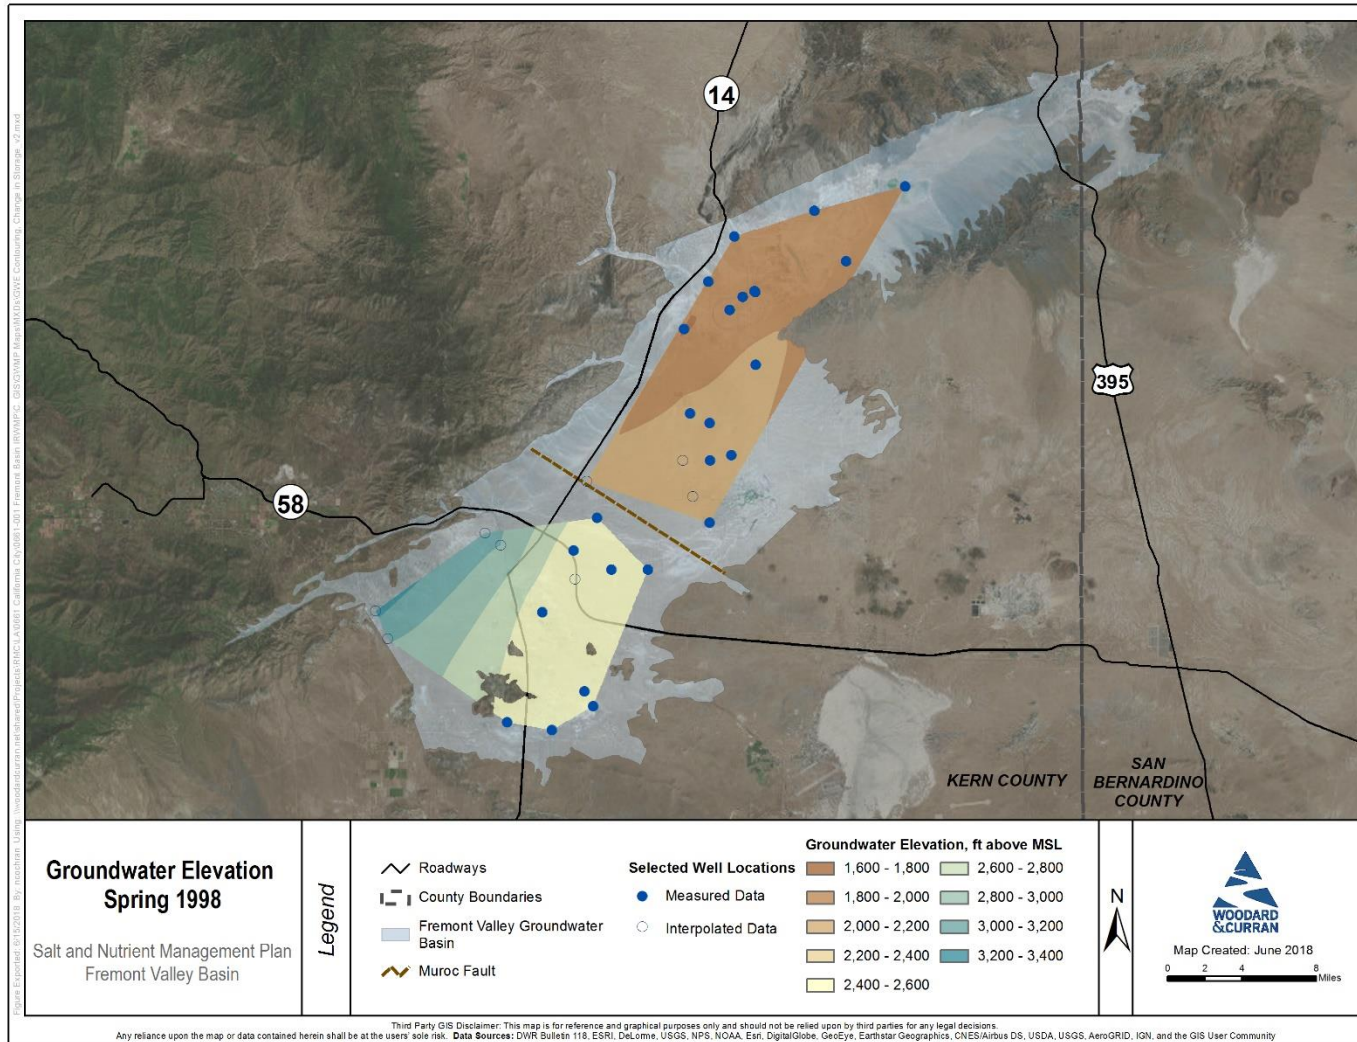 14
58
395
KERN COUNTY
SAN
BERNARDINO
COUNTY
Groundwater Elevation
Spring 1998
Salt and Nutrient Management Plan
Fremont Valley Basin
Legend
Roadways
County Boundaries
Fremont Valley Groundwater
Basin
Muroc Fault
Selected Well Locations
Measured Data
Interpolated Data
Groundwater Elevation, ft above MSL
1,600 - 1,800
1,800 - 2,000
2,000 - 2,200
2,200 - 2,400
2,400 - 2,600
2,600 - 2,800
2,800 - 3,000
3,000 - 3,200
3,200 - 3,400
N
WOODARD
&CURRAN
Map Created: June 2018
0 2 4 8
Miles
Third Party GIS Disclaimer: This map is for reference and graphical purposes only and should not be relied upon by third parties for any legal decisions.
Any reliance upon the map or data contained herein shall be at the users' sole risk. Data Sources: DWR Bulletin 118, ESRI, DeLorme, USGS, NPS, NOAA, Esri, DigitalGlobe, GeoEye, Earthstar Geographics, CNES/Airbus DS, USDA, USGS, AeroGRID, IGN, and the GIS User Community